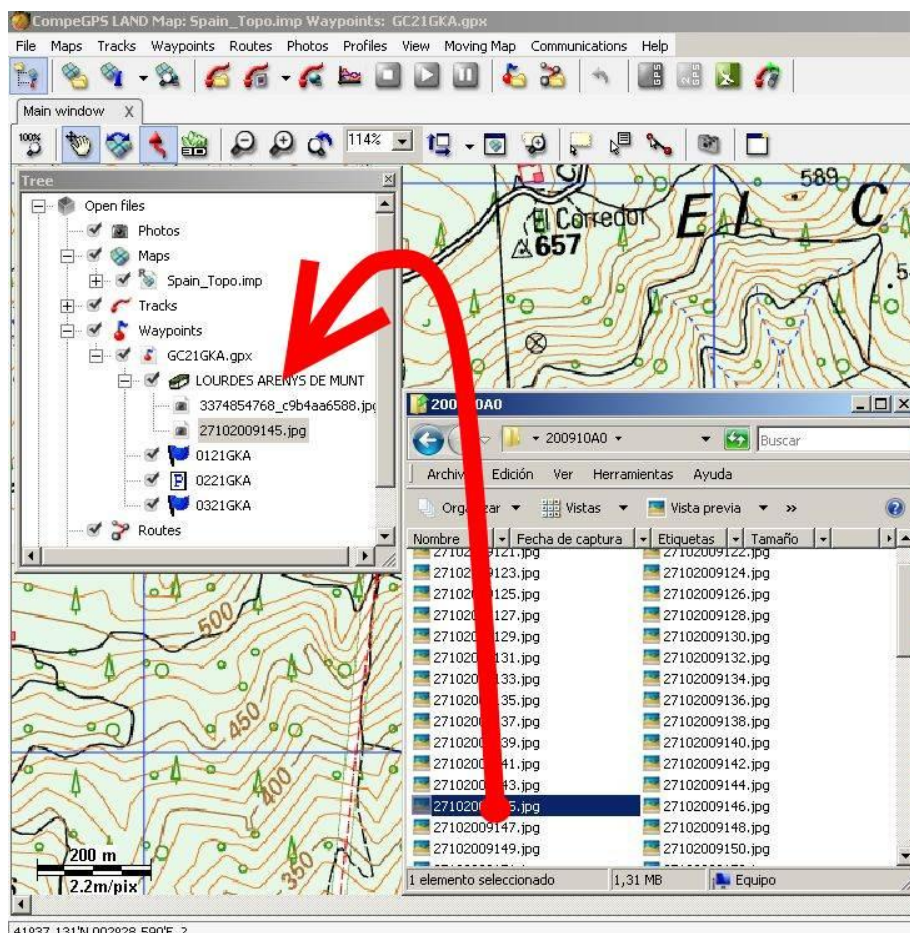 CompeGPS LAND Map: Spain_Topo.imp Waypoints: GC21GKA.gpx
File Maps Tracks Waypoints Routes Photos Profiles View Moving Map Communications Help
Main window X
100% 114%
Tree
Open files
Photos
Maps
Spain_Topo.imp
Tracks
Waypoints
GC21GKA.gpx
LOURDES ARENYS DE MUNT
3374854768_c9b4aa6588.jpg
27102009145.jpg
0121GKA
P 0221GKA
0321GKA
Routes
589
El Corredor
657
El C
500
450
400
350
200 m
2.2m/pix
200910A0
200910A0
Buscar
Edición Ver Herramientas Ayuda
Vistas Vista previa »
Nombre Fecha de captura Etiquetas Tamaño
27102009122.jpg
27102009124.jpg
27102009126.jpg
27102009128.jpg
27102009130.jpg
27102009132.jpg
27102009134.jpg
27102009136.jpg
27102009138.jpg
27102009140.jpg
27102009142.jpg
27102009144.jpg
27102009146.jpg
27102009147.jpg 27102009148.jpg
27102009149.jpg 27102009150.jpg
1 elemento seleccionado 1,31 MB Equipo